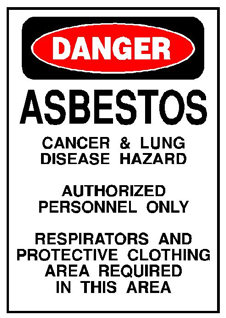 DANGER
ASBESTOS
CANCER & LUNG
DISEASE HAZARD
AUTHORIZED
PERSONNEL ONLY
RESPIRATORS AND
PROTECTIVE CLOTHING
AREA REQUIRED
IN THIS AREA